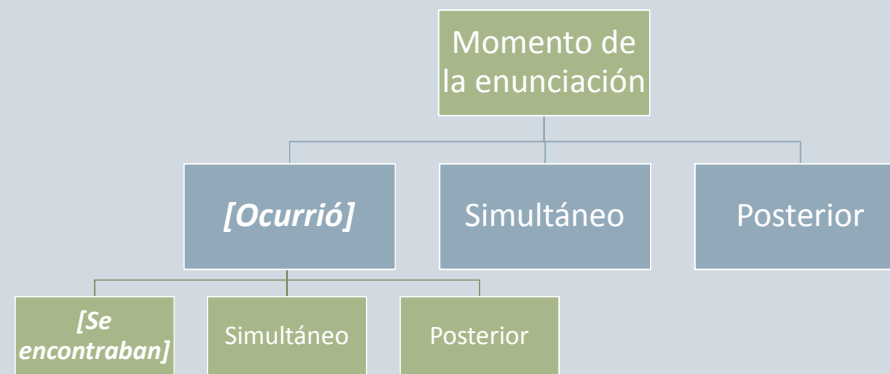 Momento de
la enunciación
[Ocurrió]
Simultáneo
Posterior
[Se
encontraban]
Simultáneo
Posterior